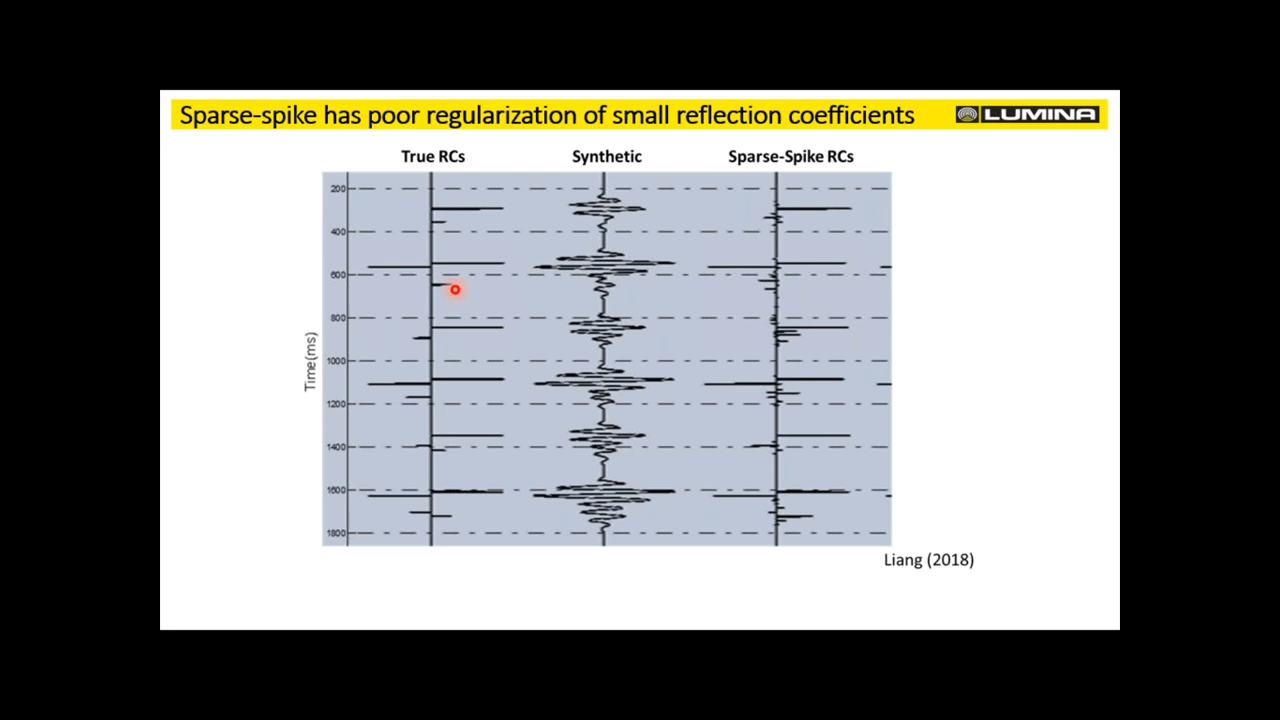 Sparse-spike has poor regularization of small reflection coefficients
LUMINA
True RCs
Synthetic
Sparse-Spike RCs
200
400
600
800
1000
1200
1400
1600
1800
Time(ms)
Liang (2018)